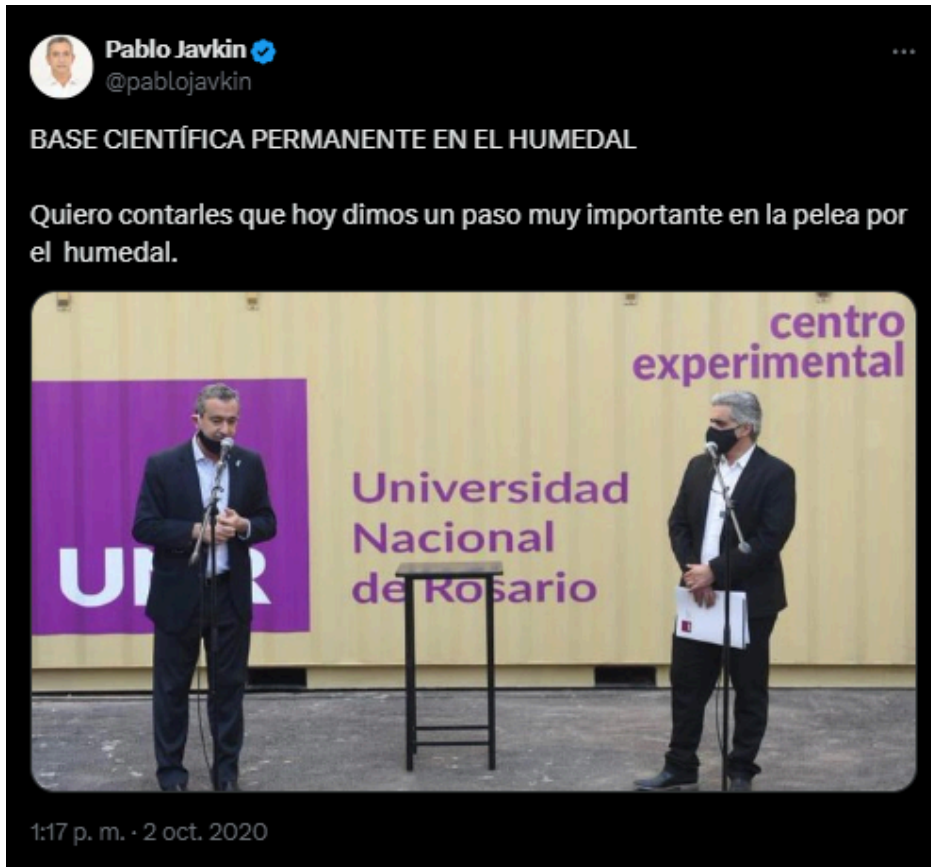 Pablo Javkin
@pablojavkin
BASE CIENTÍFICA PERMANENTE EN EL HUMEDAL
Quiero contarles que hoy dimos un paso muy importante en la pelea por
el humedal.
centro
experimental
UNR
Universidad
Nacional
de Rosario
1:17 p. m. · 2 oct. 2020